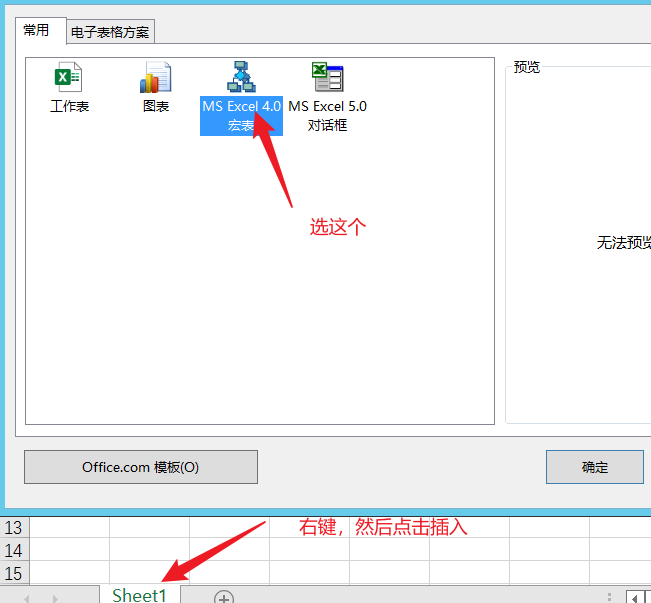 常用
电子表格方案
预览
工作表
图表
MS Excel 4.0
宏表
MS Excel 5.0
对话框
选这个
无法预览
Office.com 模板(O)
确定
13
右键，然后点击插入
14
15
Sheet1